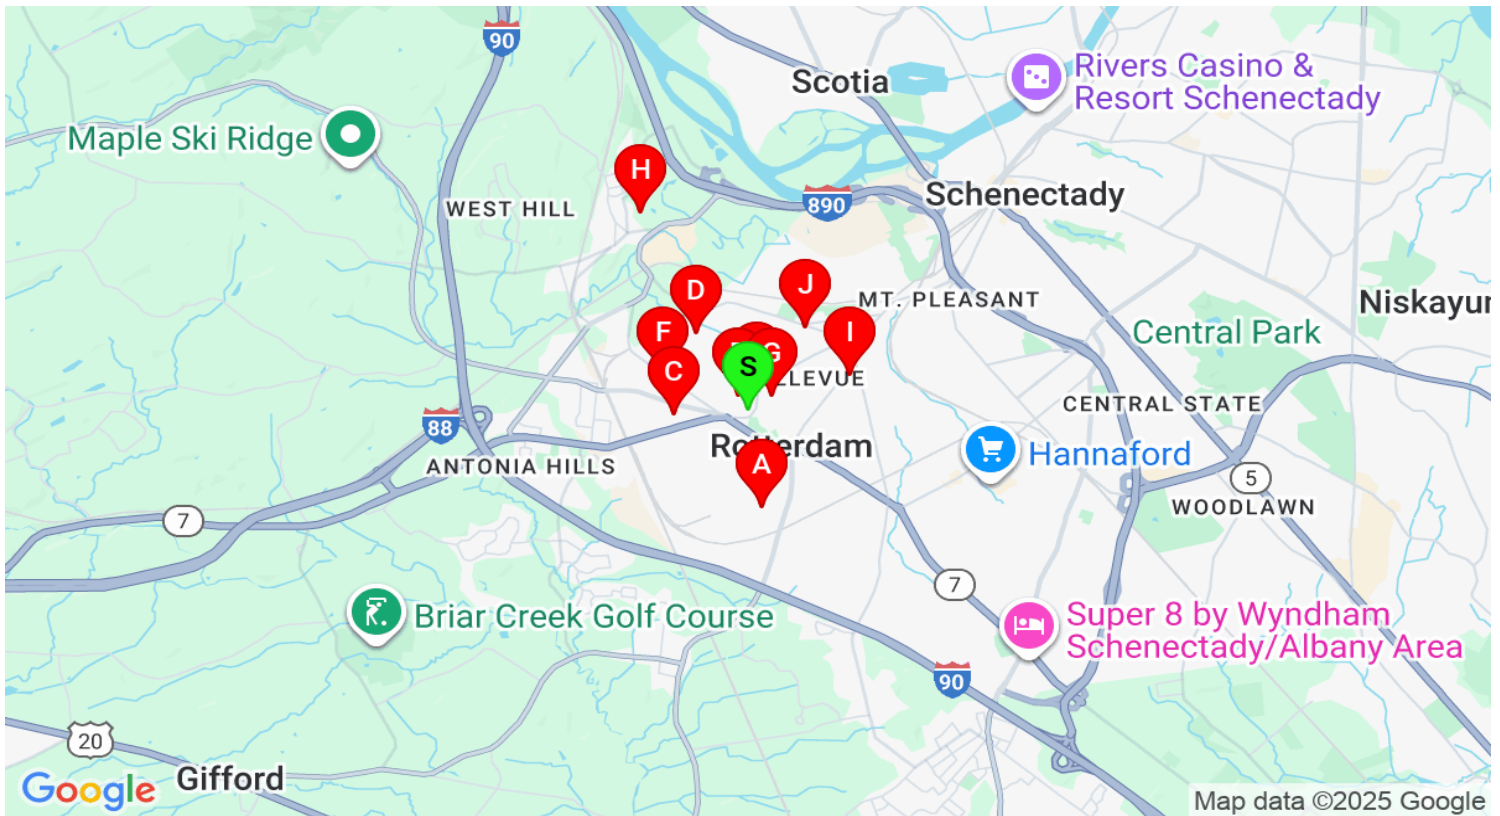 90
Scotia
Rivers Casino &
Resort Schenectady
Maple Ski Ridge
H
WEST HILL
890
Schenectady
D
J
MT. PLEASANT
Niskayun
F
I
Central Park
G
C
S
ELLEVUE
CENTRAL STATE
88
Rotterdam
ANTONIA HILLS
A
Hannaford
5
WOODLAWN
7
7
Briar Creek Golf Course
Super 8 by Wyndham
Schenectady/Albany Area
90
20
Gifford
Google
Map data ©2025 Google